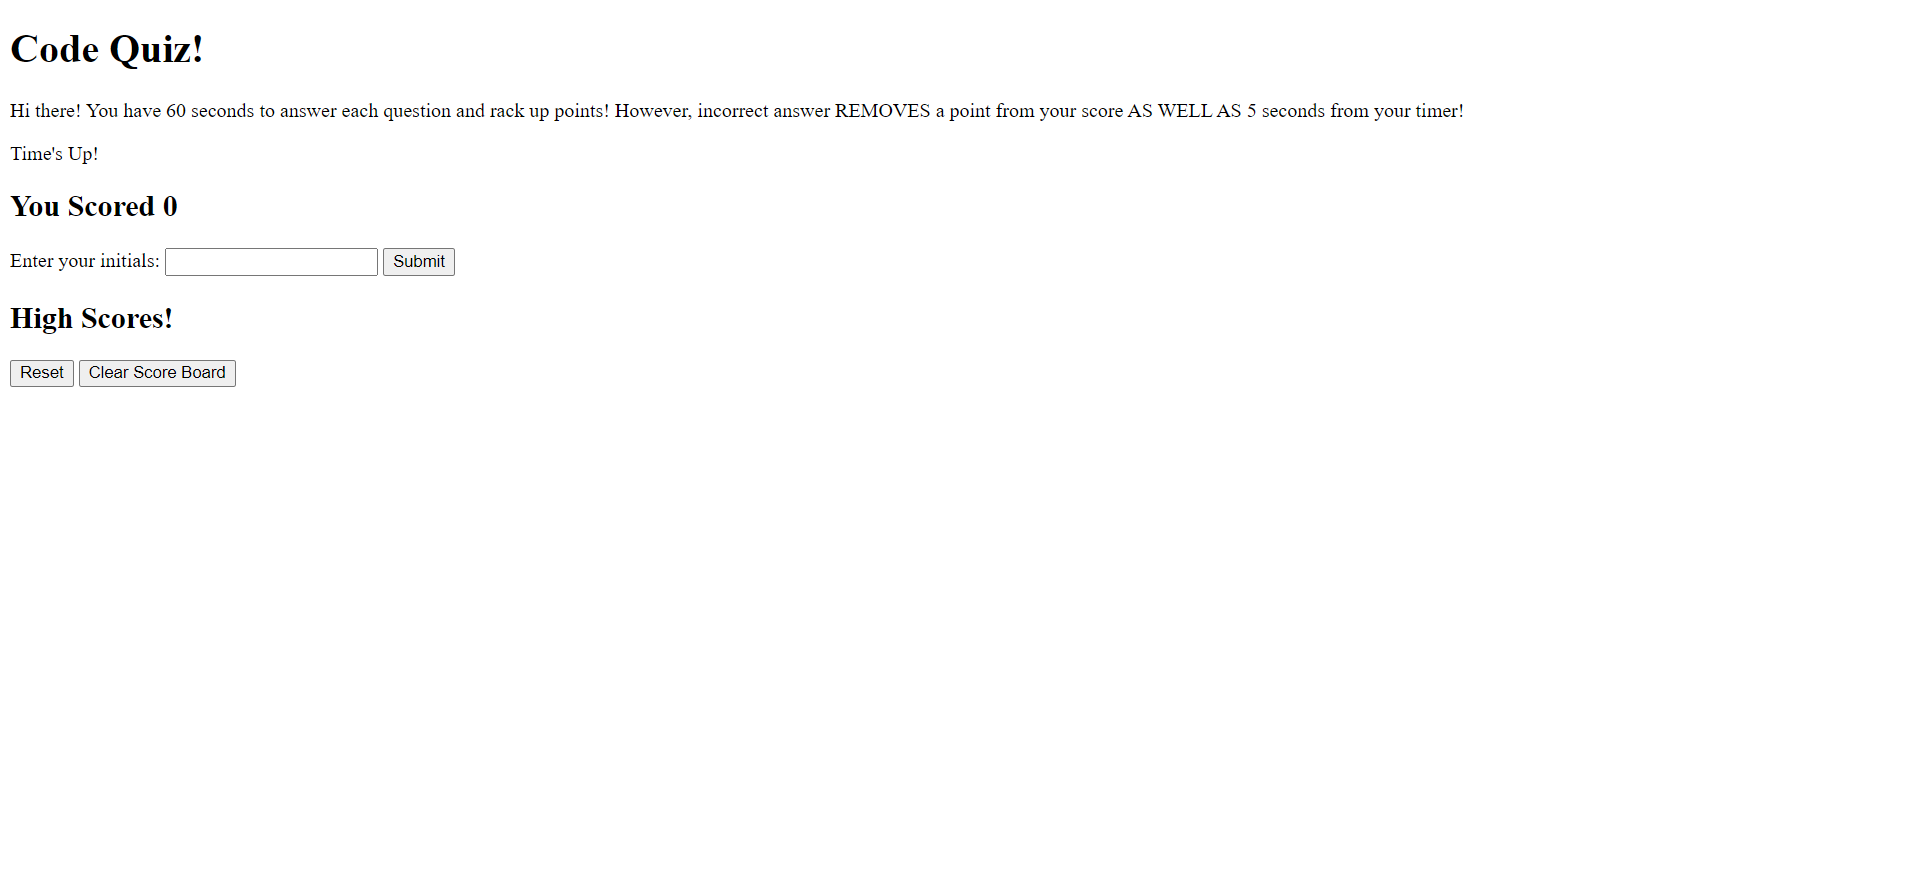 Code Quiz!
Hi there! You have 60 seconds to answer each question and rack up points! However, incorrect answer REMOVES a point from your score AS WELL AS 5 seconds from your timer!
Time's Up!
You Scored 0
Enter your initials: Submit
High Scores!
Reset Clear Score Board